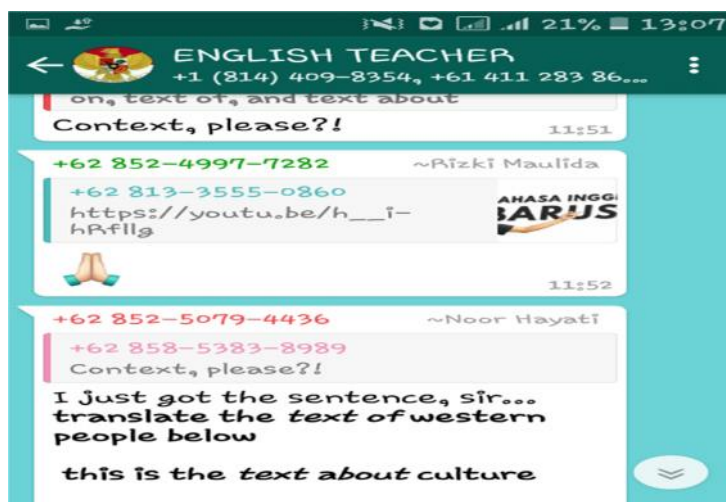 21% 13:07
ENGLISH TEACHER
+1 (814) 409-8354, +61 411 283 86...
on, text of, and text about
Context, please?!
11:51
+62 852-4997-7282 ~Rizki Maulida
+62 813-3555-0860
https://youtu.be/h__i-
hRfllg
AHASA INGG
BARUS
11:52
+62 852-5079-4436 ~Noor Hayati
+62 858-5383-8989
Context, please?!
I just got the sentence, sir...
translate the text of western
people below
this is the text about culture